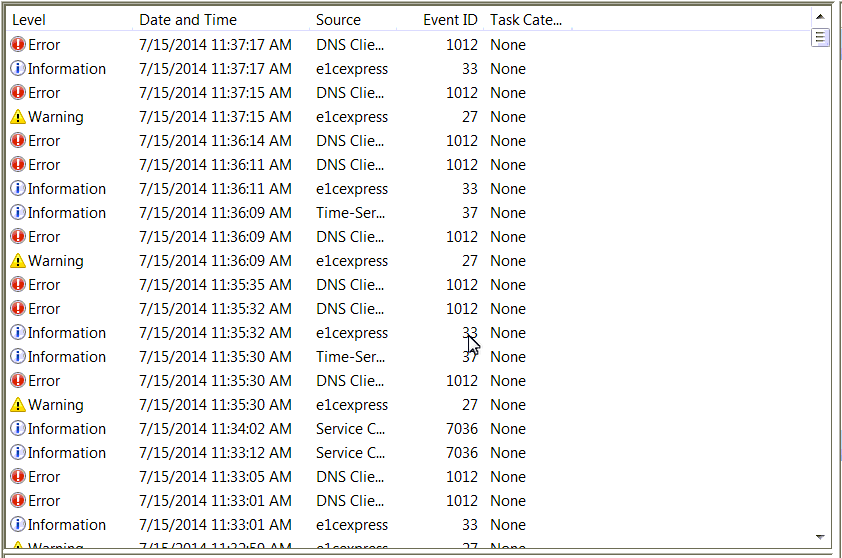 Level Date and Time Source Event ID Task Cate...
Error 7/15/2014 11:37:17 AM DNS Clie... 1012 None
Information 7/15/2014 11:37:17 AM e1cexpress 33 None
Error 7/15/2014 11:37:15 AM DNS Clie... 1012 None
Warning 7/15/2014 11:37:15 AM e1cexpress 27 None
Error 7/15/2014 11:36:14 AM DNS Clie... 1012 None
Error 7/15/2014 11:36:11 AM DNS Clie... 1012 None
Information 7/15/2014 11:36:11 AM e1cexpress 33 None
Information 7/15/2014 11:36:09 AM Time-Ser... 37 None
Error 7/15/2014 11:36:09 AM DNS Clie... 1012 None
Warning 7/15/2014 11:36:09 AM e1cexpress 27 None
Error 7/15/2014 11:35:35 AM DNS Clie... 1012 None
Error 7/15/2014 11:35:32 AM DNS Clie... 1012 None
Information 7/15/2014 11:35:32 AM e1cexpress 33 None
Information 7/15/2014 11:35:30 AM Time-Ser... 37 None
Error 7/15/2014 11:35:30 AM DNS Clie... 1012 None
Warning 7/15/2014 11:35:30 AM e1cexpress 27 None
Information 7/15/2014 11:34:02 AM Service C... 7036 None
Information 7/15/2014 11:33:12 AM Service C... 7036 None
Error 7/15/2014 11:33:05 AM DNS Clie... 1012 None
Error 7/15/2014 11:33:01 AM DNS Clie... 1012 None
Information 7/15/2014 11:33:01 AM e1cexpress 33 None
Warning 7/15/2014 11:32:59 AM e1cexpress 27 None